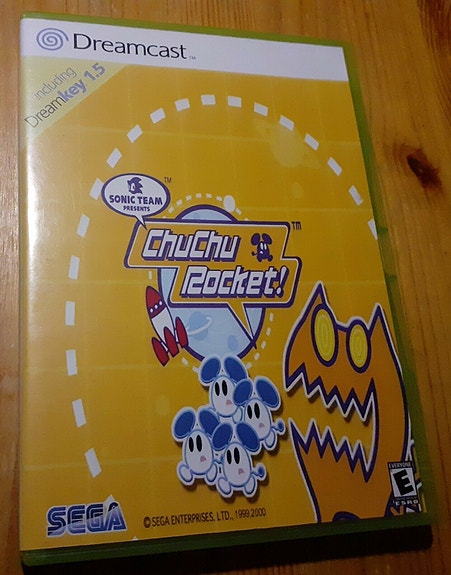 Dreamcast™
including
Dreamkey 1.5
SONIC TEAM
PRESENTS
TM
ChuChu
Rocket!
TM
EVERYONE
E
ESRB
SEGA
© SEGA ENTERPRISES, LTD., 1999,2000